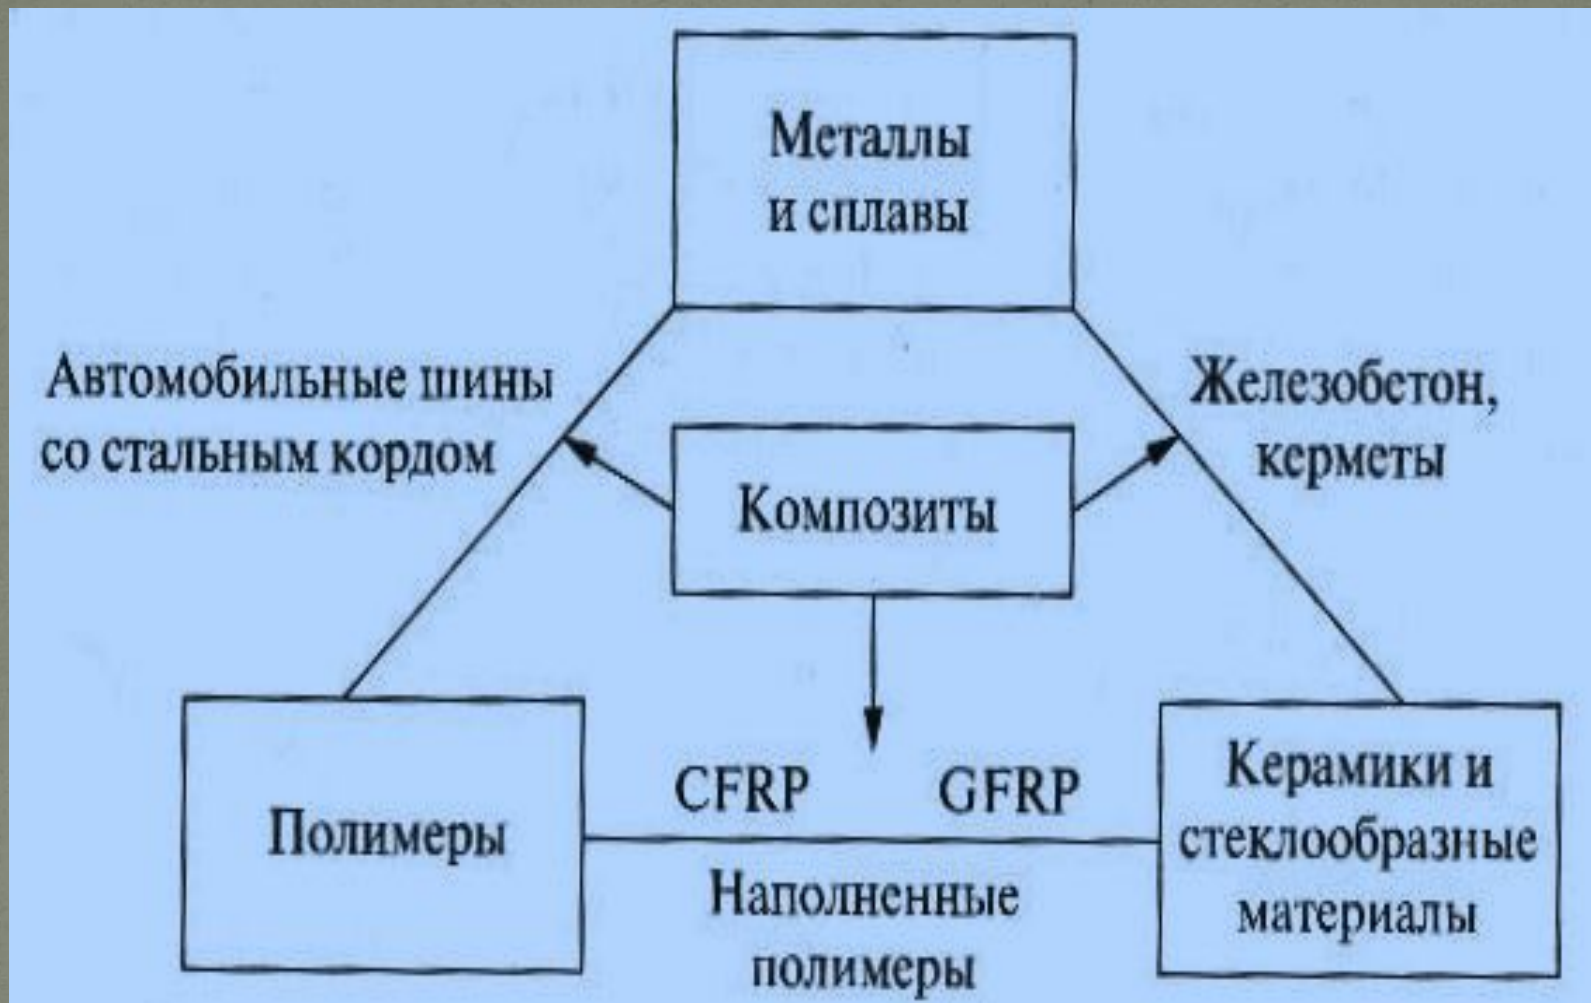 Металлы
и сплавы
Автомобильные шины
со стальным кордом
Железобетон,
керметы
Композиты
CFRP GFRP
Полимеры
Керамики и
стеклообразные
материалы
Наполненные
полимеры